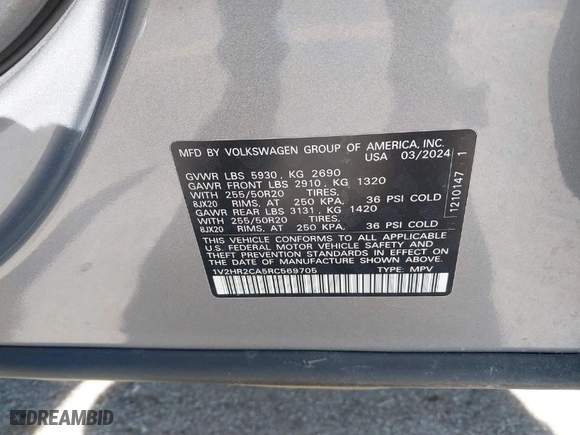 MFD BY VOLKSWAGEN GROUP OF AMERICA, INC.
USA 03/2024
GVWR LBS 5930 , KG 2690
GAWR FRONT LBS 2910 , KG 1320
WITH 255/50R20 TIRES,
8JX20 RIMS, AT 250 KPA, 36 PSI COLD
GAWR REAR LBS 3131 , KG 1420
WITH 255/50R20 TIRES,
8JX20 RIMS, AT 250 KPA, 36 PSI COLD
THIS VEHICLE CONFORMS TO ALL APPLICABLE
U.S. FEDERAL MOTOR VEHICLE SAFETY AND
THEFT PREVENTION STANDARDS IN EFFECT ON
THE DATE OF MANUFACTURE SHOWN ABOVE.
1V2HR2CA5RC569705 TYPE: MPV
1210147 1
DREAMBID